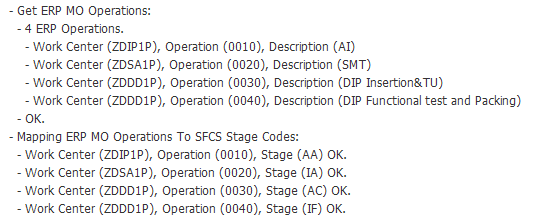 - Get ERP MO Operations:
- 4 ERP Operations.
- Work Center (ZDIP1P), Operation (0010), Description (AI)
- Work Center (ZDSA1P), Operation (0020), Description (SMT)
- Work Center (ZDDD1P), Operation (0030), Description (DIP Insertion&TU)
- Work Center (ZDDD1P), Operation (0040), Description (DIP Functional test and Packing)
- OK.
- Mapping ERP MO Operations To SFCS Stage Codes:
- Work Center (ZDIP1P), Operation (0010), Stage (AA) OK.
- Work Center (ZDSA1P), Operation (0020), Stage (IA) OK.
- Work Center (ZDDD1P), Operation (0030), Stage (AC) OK.
- Work Center (ZDDD1P), Operation (0040), Stage (IF) OK.